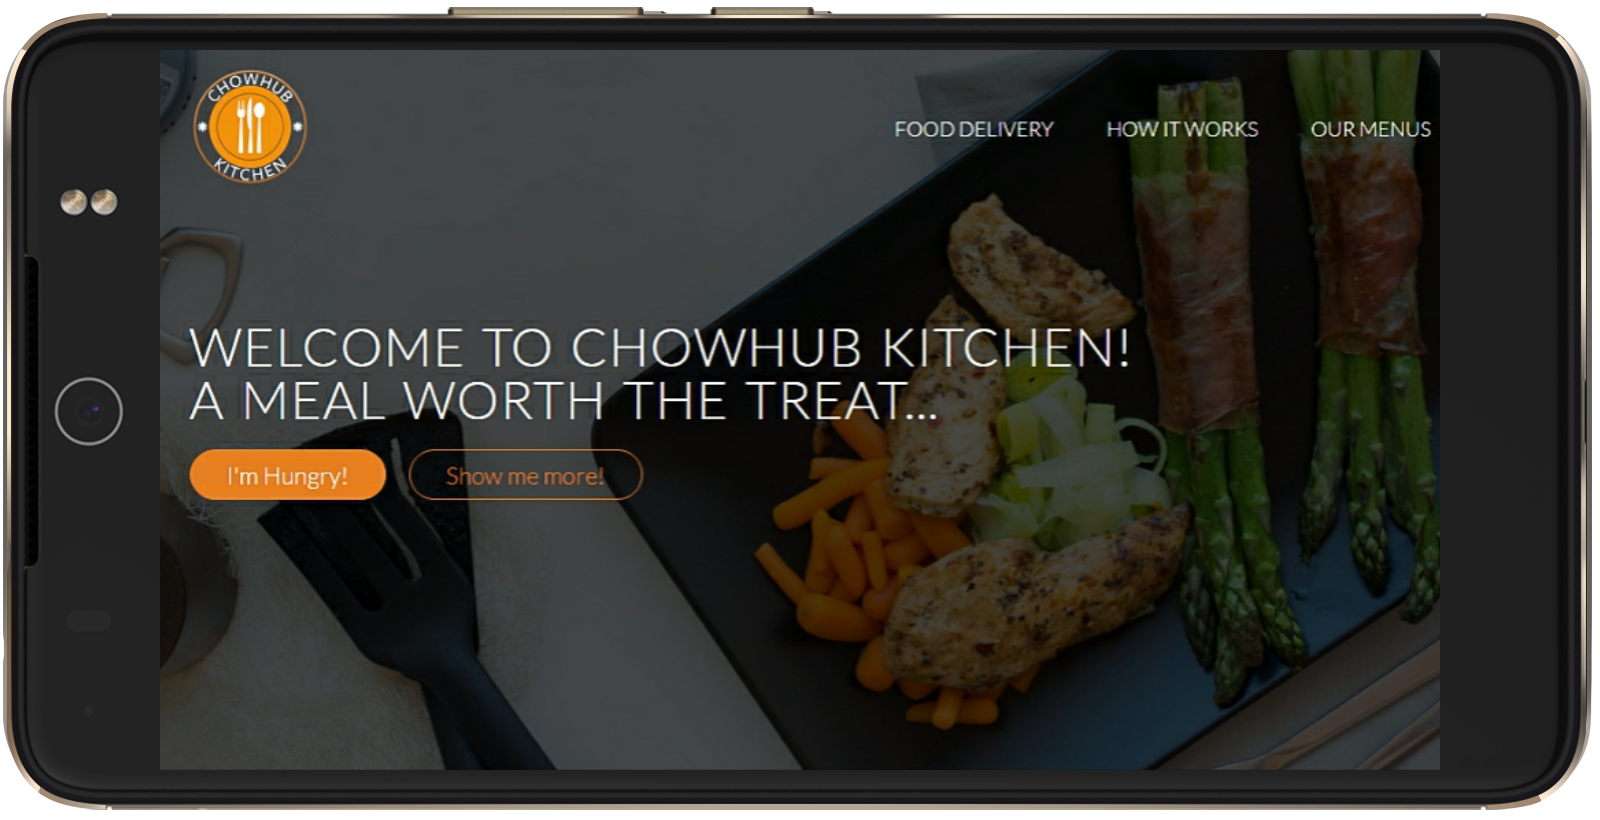 CHOWHUB
KITCHEN
FOOD DELIVERY HOW IT WORKS OUR MENUS
WELCOME TO CHOWHUB KITCHEN!
A MEAL WORTH THE TREAT...
I'm Hungry! Show me more!